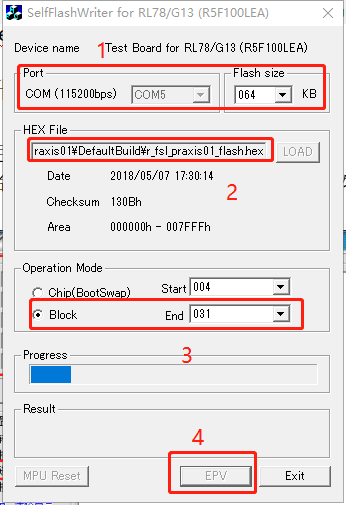 SelfFlashWriter for RL78/G13 (R5F100LEA)
Device name 1 Test Board for RL78/G13 (R5F100LEA)
Port
COM (115200bps) COM5
Flash size
064 KB
HEX File
raxis01¥DefaultBuild¥r_fsl_praxis01_flash.hex LOAD
Date 2018/05/07 17:30:14
2
Checksum 130Bh
Area 000000h - 007FFFh
Operation Mode
Chip(BootSwap) Start 004
Block End 031
3
Progress
Result
4
MPU Reset EPV Exit